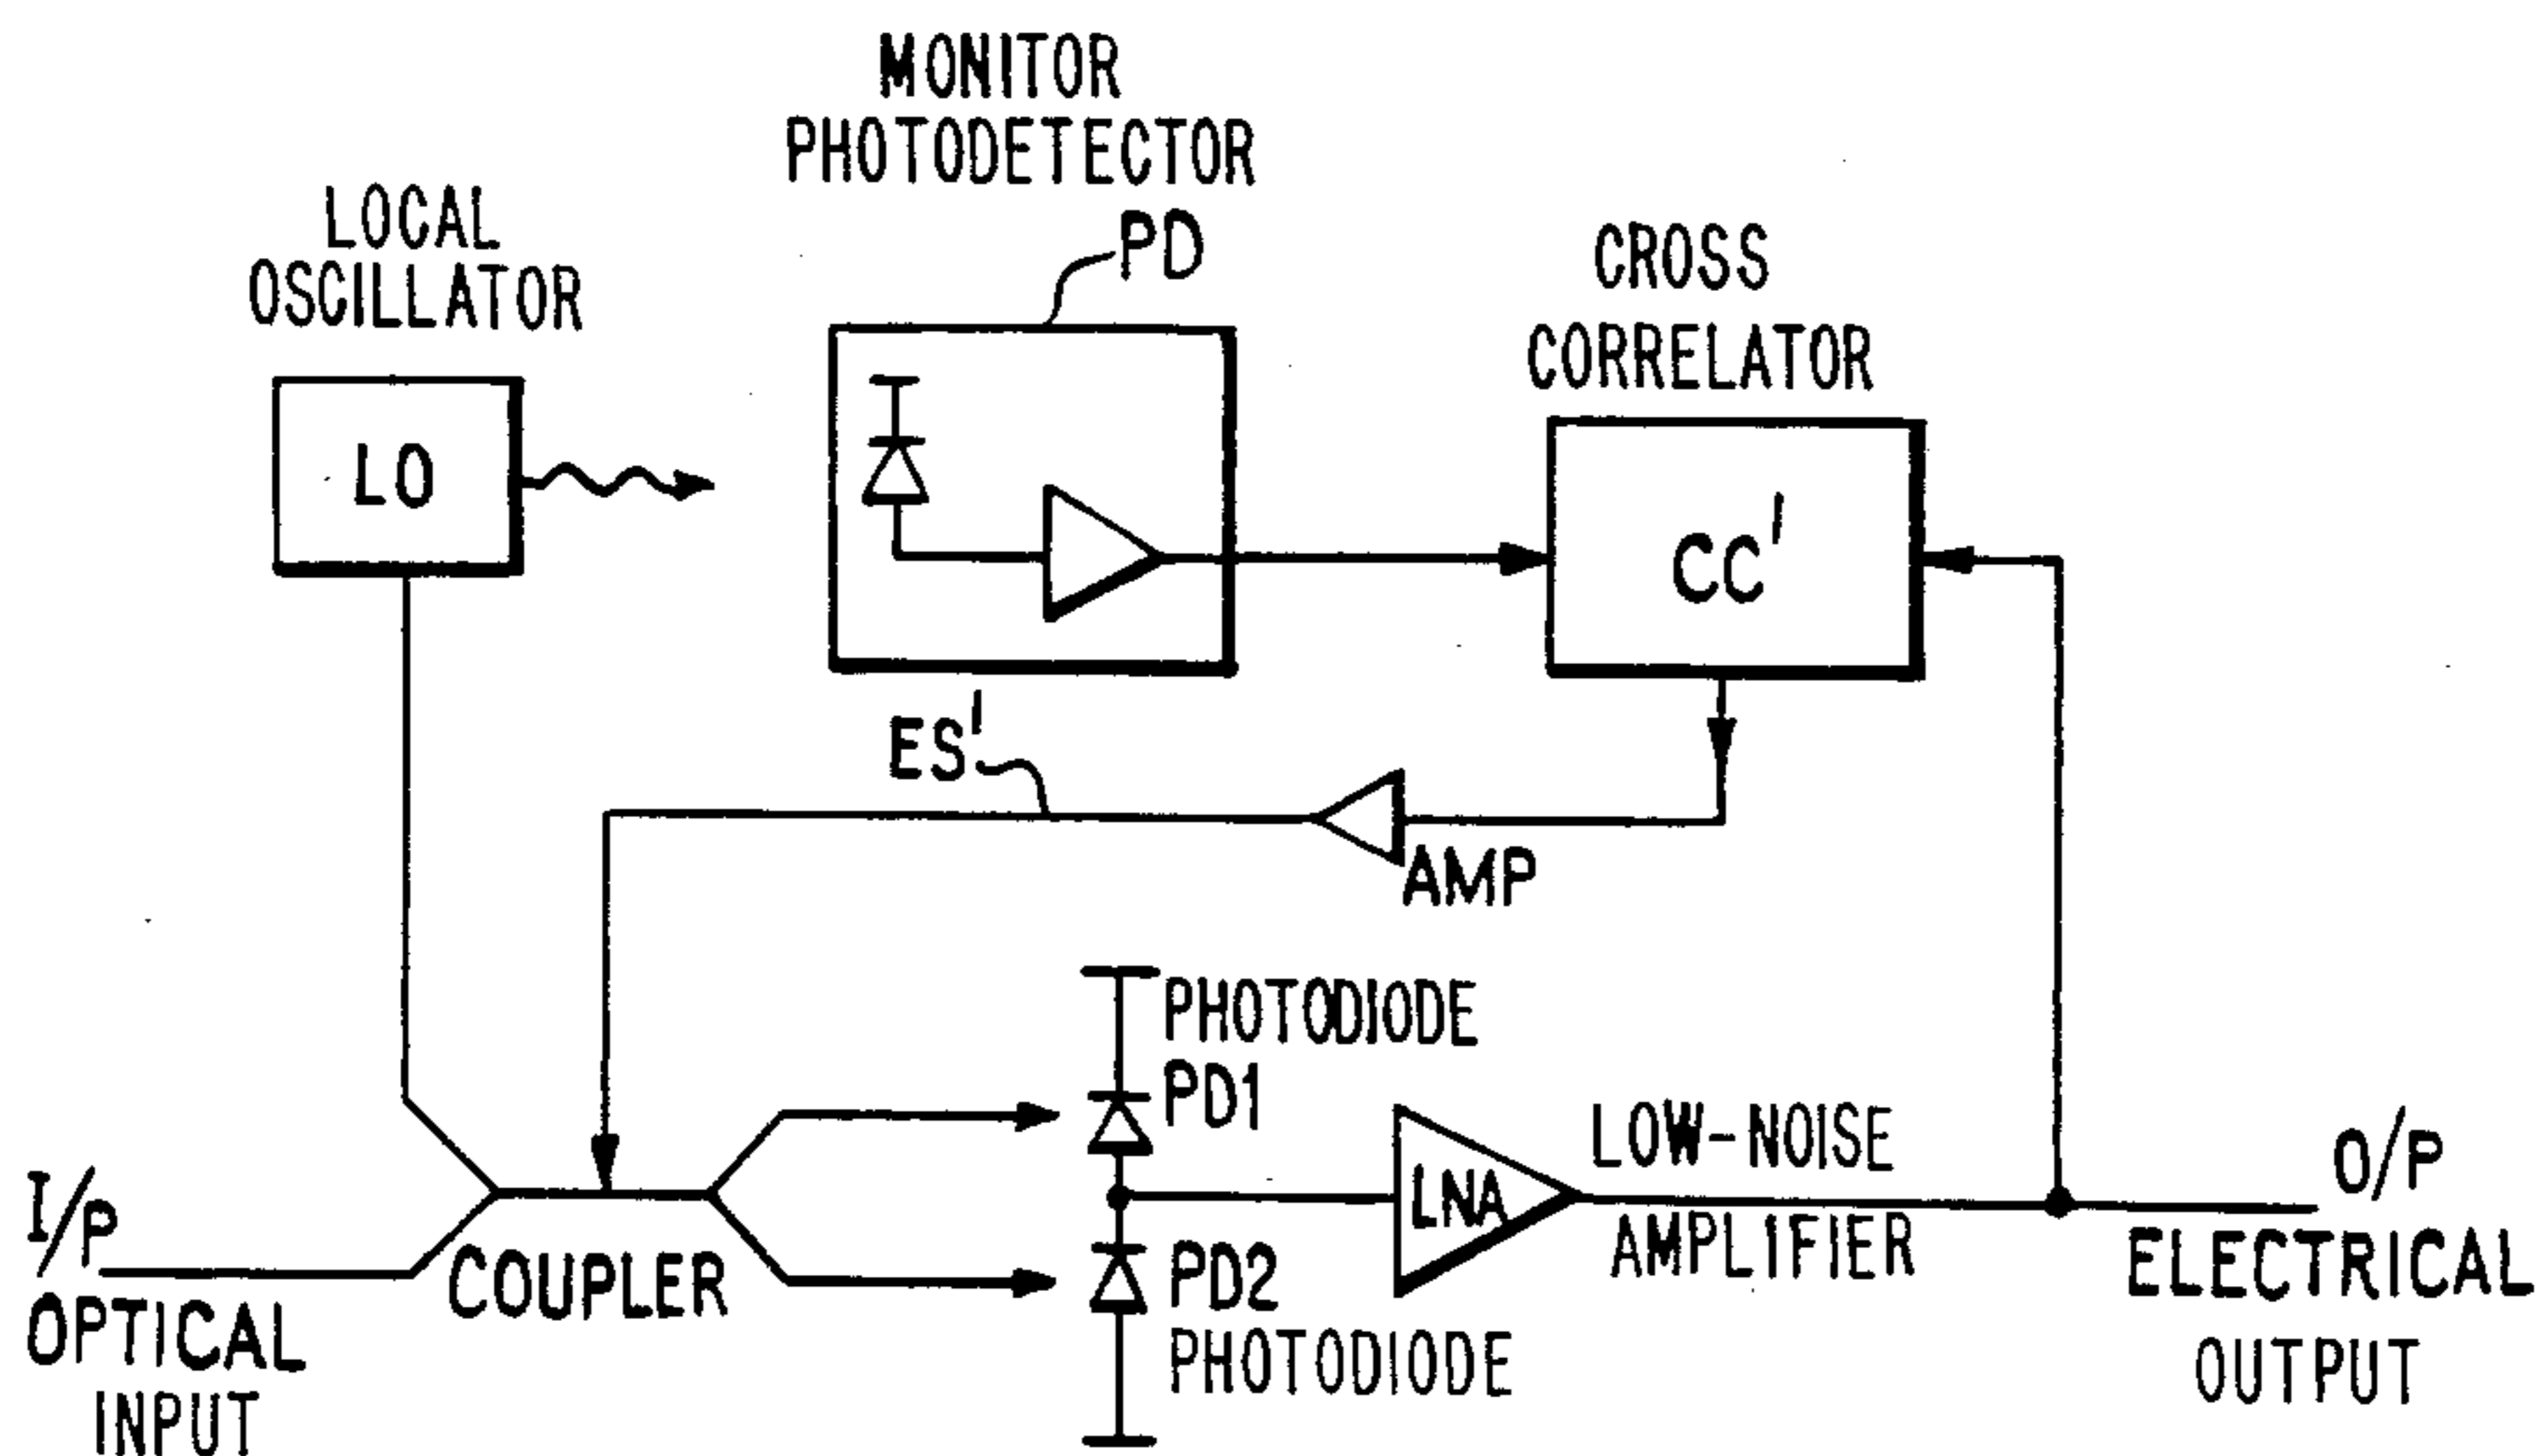 MONITOR
PHOTODETECTOR
PD
LOCAL
OSCILLATOR
LO
CROSS
CORRELATOR
CC'
ES'
AMP
PHOTODIODE
PD1
I/P
OPTICAL
INPUT
COUPLER
PD2
PHOTODIODE
LNA
LOW-NOISE
AMPLIFIER
O/P
ELECTRICAL
OUTPUT